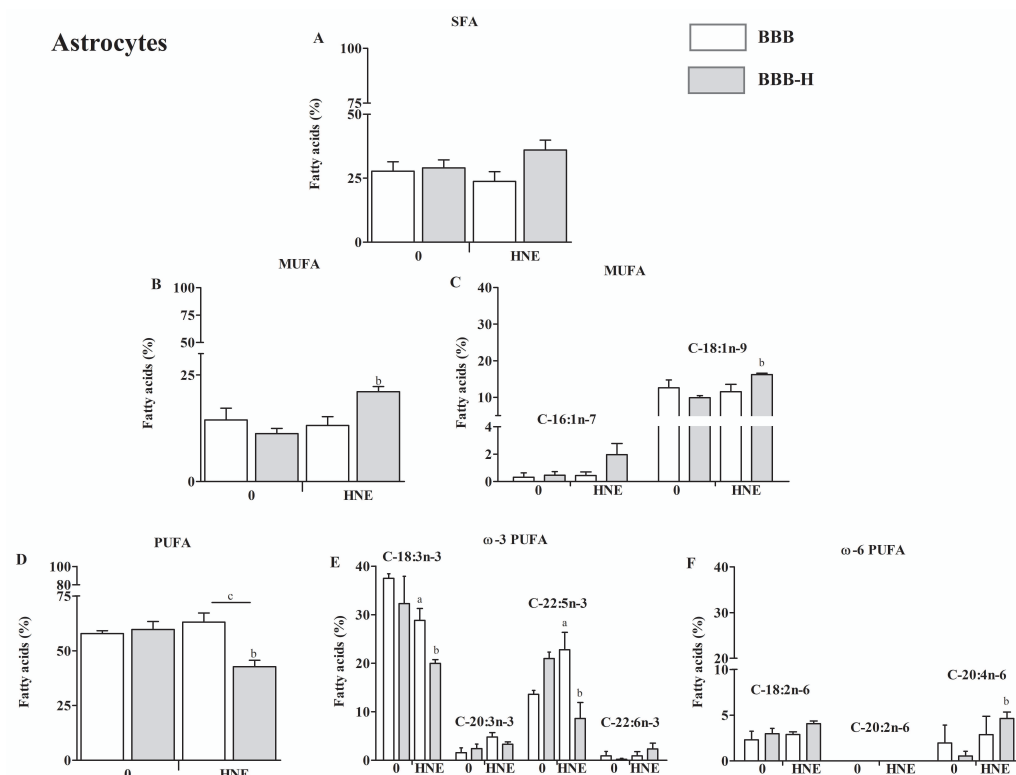 Astrocytes
BBB
BBB-H
SFA
A
Fatty acids (%)
100
75
50
25
0
0 HNE
MUFA
B
Fatty acids (%)
100
75
50
25
0
b
0 HNE
MUFA
C
Fatty acids (%)
40
30
20
10
4
2
0
C-16:1n-7
C-18:1n-9
b
0 HNE 0 HNE
PUFA
D
Fatty acids (%)
100
80
75
50
25
0
c
b
0 HNE
ω-3 PUFA
E
Fatty acids (%)
40
30
20
10
0
C-18:3n-3
a
b
C-20:3n-3
C-22:5n-3
a
b
C-22:6n-3
0 HNE 0 HNE 0 HNE 0 HNE
ω-6 PUFA
F
Fatty acids (%)
40
20
10
5
0
C-18:2n-6
C-20:2n-6
C-20:4n-6
b
0 HNE 0 HNE 0 HNE